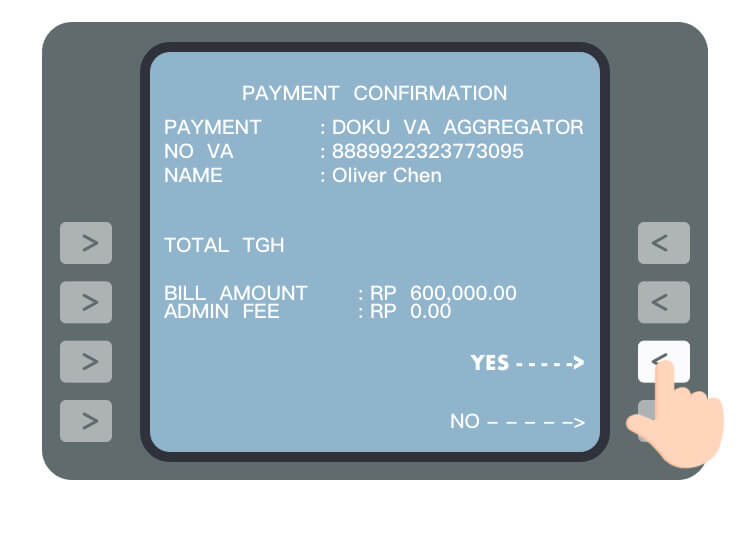 PAYMENT CONFIRMATION
PAYMENT : DOKU VA AGGREGATOR
NO VA : 8889922323773095
NAME : Oliver Chen
TOTAL TGH
BILL AMOUNT : RP 600,000.00
ADMIN FEE : RP 0.00
YES - - - - ->
NO - - - - ->